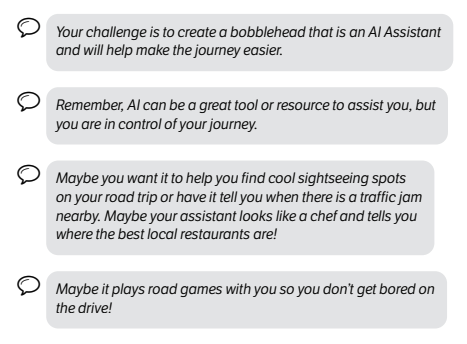 Your challenge is to create a bobblehead that is an AI Assistant
and will help make the journey easier.
Remember, AI can be a great tool or resource to assist you, but
you are in control of your journey.
Maybe you want it to help you find cool sightseeing spots
on your road trip or have it tell you when there is a traffic jam
nearby. Maybe your assistant looks like a chef and tells you
where the best local restaurants are!
Maybe it plays road games with you so you don't get bored on
the drive!